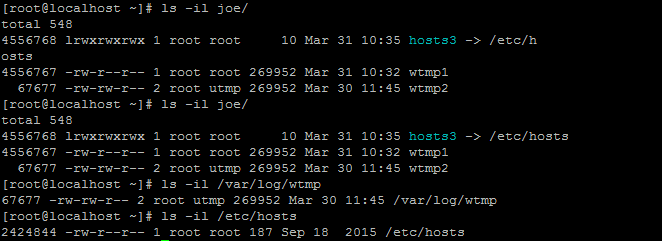 [root@localhost ~]# ls -il joe/
total 548
4556768 lrwxrwxrwx 1 root root     10 Mar 31 10:35 hosts3 -> /etc/h
osts
4556767 -rw-r--r-- 1 root root 269952 Mar 31 10:32 wtmp1
  67677 -rw-rw-r-- 2 root utmp 269952 Mar 30 11:45 wtmp2
[root@localhost ~]# ls -il joe/
total 548
4556768 lrwxrwxrwx 1 root root     10 Mar 31 10:35 hosts3 -> /etc/hosts
4556767 -rw-r--r-- 1 root root 269952 Mar 31 10:32 wtmp1
  67677 -rw-rw-r-- 2 root utmp 269952 Mar 30 11:45 wtmp2
[root@localhost ~]# ls -il /var/log/wtmp
67677 -rw-rw-r-- 2 root utmp 269952 Mar 30 11:45 /var/log/wtmp
[root@localhost ~]# ls -il /etc/hosts
2424844 -rw-r--r-- 1 root root 187 Sep 18  2015 /etc/hosts